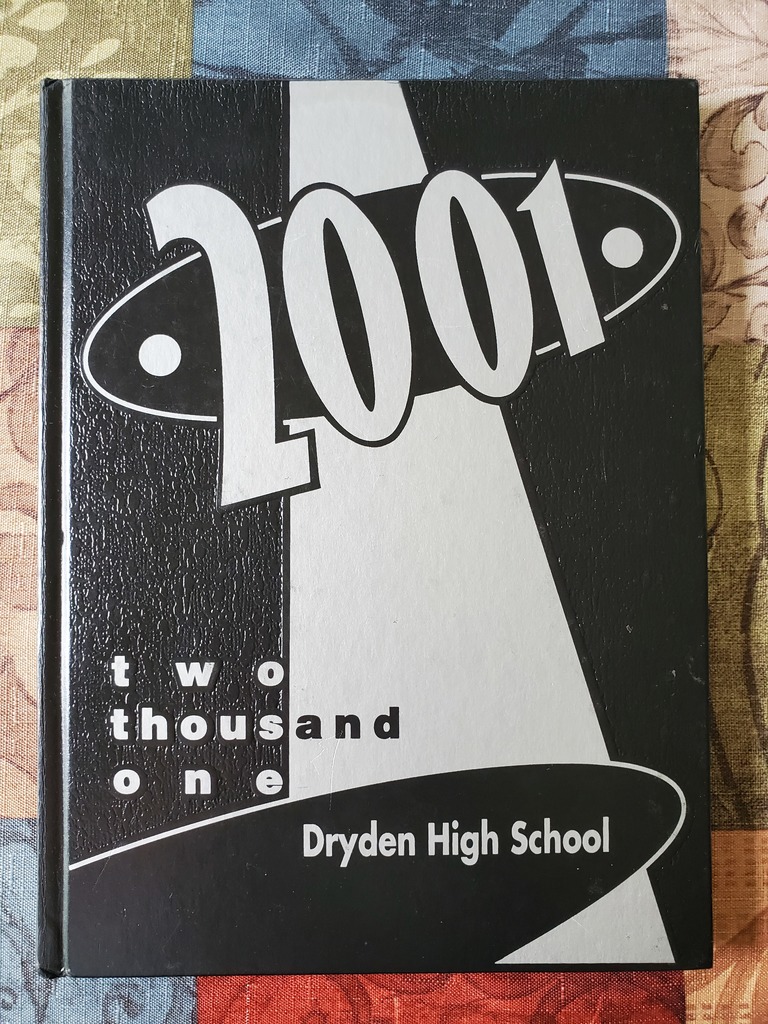 2001
two
thousand
one
Dryden High School